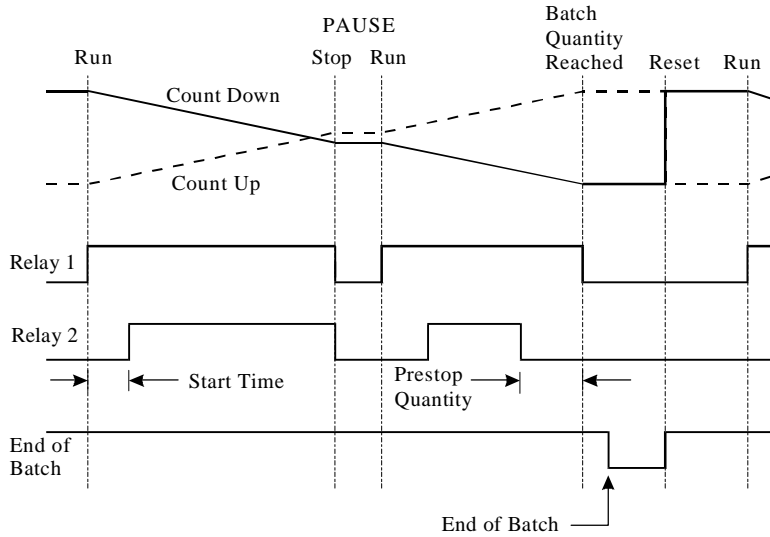 PAUSE
Batch
Quantity
Reached
Run
Stop
Run
Reset
Run
Count Down
Count Up
Relay 1
Relay 2
Start Time
Prestop
Quantity
End of
Batch
End of Batch